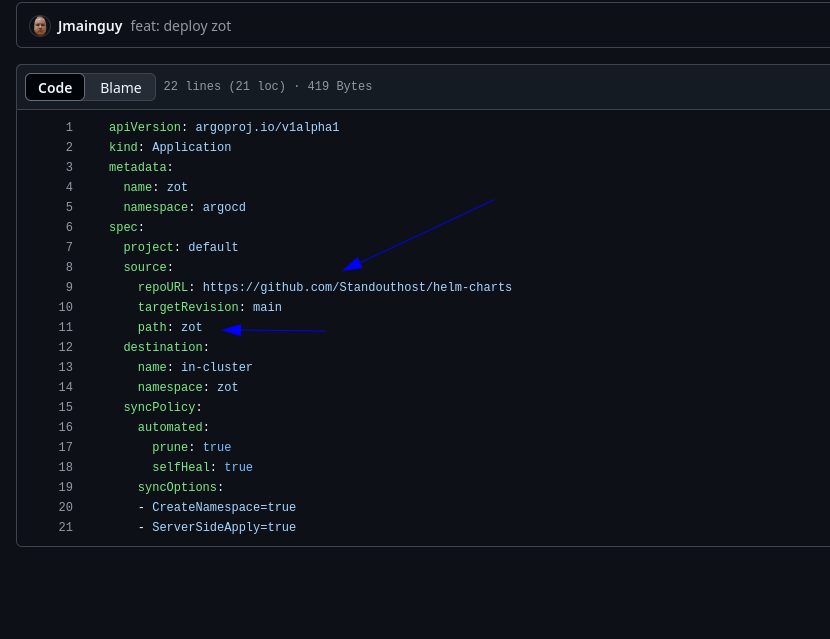 Jmainguy feat: deploy zot
Code Blame 22 lines (21 loc) · 419 Bytes
1 apiVersion: argoproj.io/v1alpha1
2 kind: Application
3 metadata:
4   name: zot
5   namespace: argocd
6 spec:
7   project: default
8   source:
9     repoURL: https://github.com/Standouthost/helm-charts
10     targetRevision: main
11     path: zot
12   destination:
13     name: in-cluster
14     namespace: zot
15   syncPolicy:
16     automated:
17       prune: true
18       selfHeal: true
19     syncOptions:
20     - CreateNamespace=true
21     - ServerSideApply=true